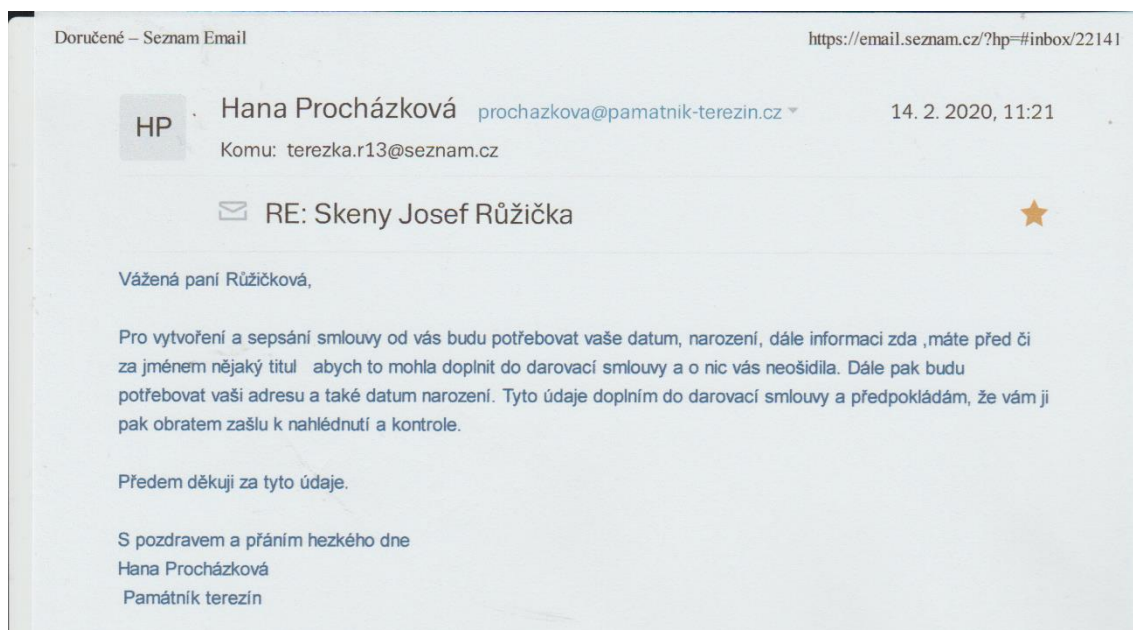 Doručené – Seznam Email https://email.seznam.cz/?hp=#inbox/22141
HP
Hana Procházková prochazkova@pamatnik-terezin.cz 14. 2. 2020, 11:21
Komu: terezka.r13@seznam.cz
RE: Skeny Josef Růžička
Vážená paní Růžičková,
Pro vytvoření a sepsání smlouvy od vás budu potřebovat vaše datum, narození, dále informaci zda ,máte před či
za jménem nějaký titul abych to mohla doplnit do darovací smlouvy a o nic vás neošidila. Dále pak budu
potřebovat vaši adresu a také datum narození. Tyto údaje doplním do darovací smlouvy a předpokládám, že vám ji
pak obratem zašlu k nahlédnutí a kontrole.
Předem děkuji za tyto údaje.
S pozdravem a přáním hezkého dne
Hana Procházková
Památník terezín